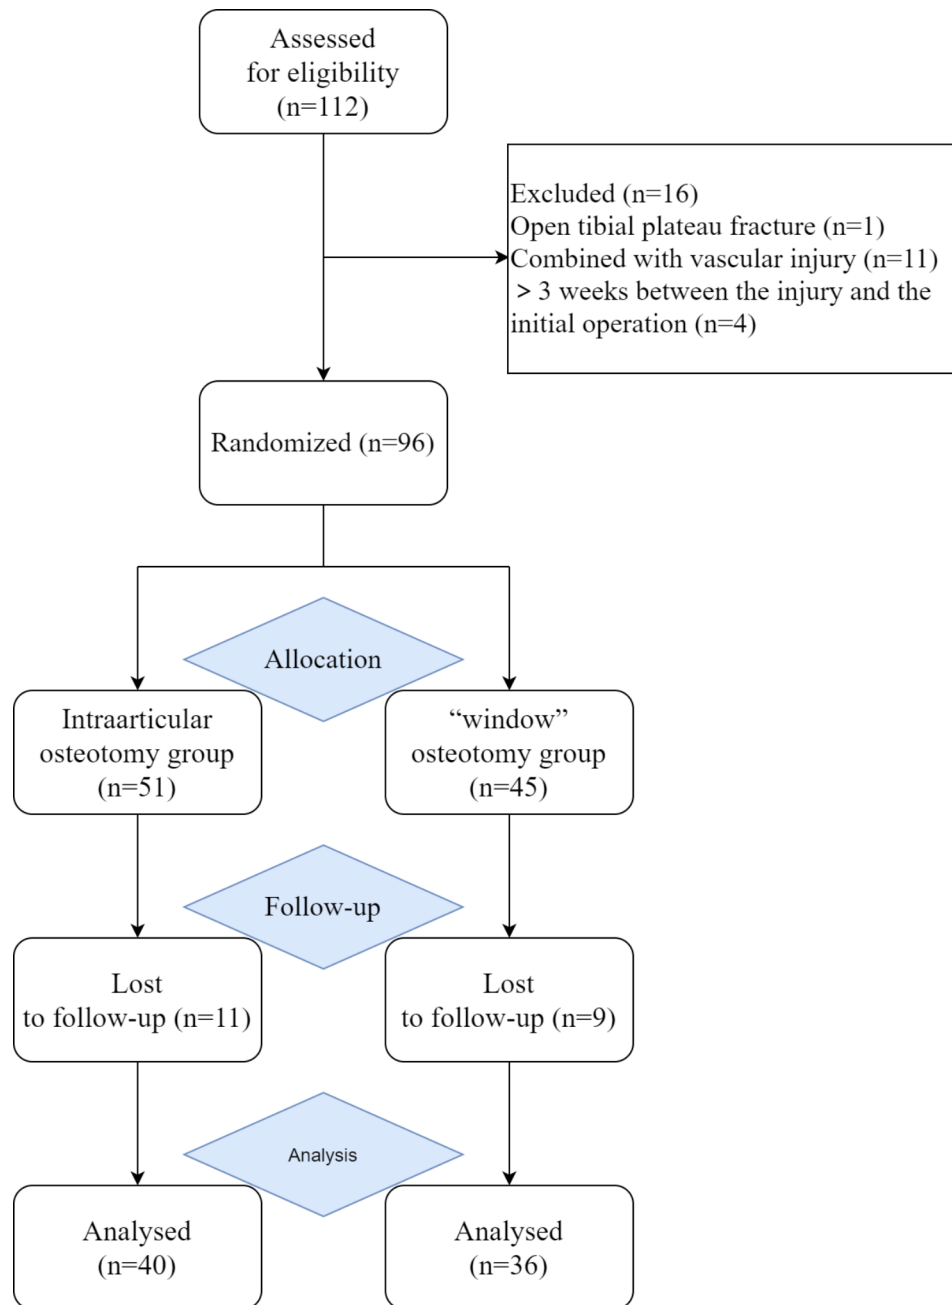 Assessed
for eligibility
(n=112)
Excluded (n=16)
Open tibial plateau fracture (n=1)
Combined with vascular injury (n=11)
> 3 weeks between the injury and the
initial operation (n=4)
Randomized (n=96)
Allocation
Intraarticular
osteotomy group
(n=51)
“window”
osteotomy group
(n=45)
Follow-up
Lost
to follow-up (n=11)
Lost
to follow-up (n=9)
Analysis
Analysed
(n=40)
Analysed
(n=36)